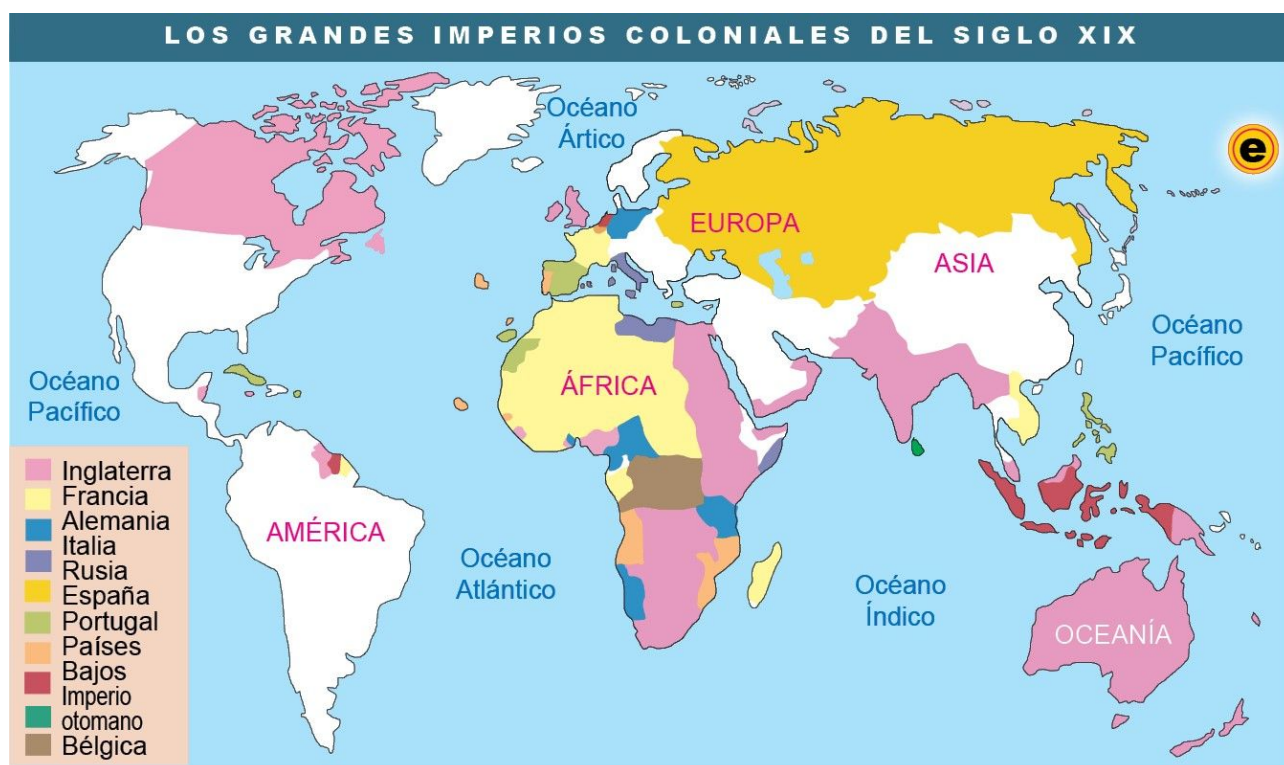 LOS GRANDES IMPERIOS COLONIALES DEL SIGLO XIX
Océano
Ártico
e
EUROPA
ASIA
Océano
Pacífico
Océano
Pacífico
ÁFRICA
AMÉRICA
Océano
Atlántico
Océano
Índico
OCEANÍA
Inglaterra
Francia
Alemania
Italia
Rusia
España
Portugal
Países
Bajos
Imperio
otomano
Bélgica